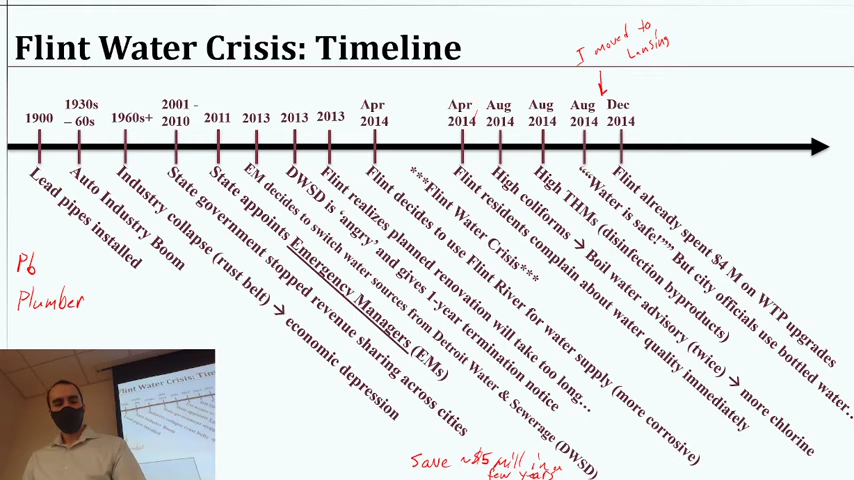 Flint Water Crisis: Timeline
I moved to
Lansing
1900
1930s
– 60s
1960s+
2001 -
2010
2011
2013
2013
2013
Apr
2014
Apr
2014
Aug
2014
Aug
2014
Aug
2014
Dec
2014
Lead pipes installed
Auto Industry Boom
Industry collapse (rust belt) → economic depression
State government stopped revenue sharing across cities
State appoints Emergency Managers (EMs)
EM decides to switch water sources from Detroit Water & Sewerage (DWSD)
DWSD is ‘angry’ and gives 1-year termination notice
Flint realizes planned renovation will take too long...
Flint decides to use Flint River for water supply (more corrosive)
***Flint Water Crisis***
Flint residents complain about water quality immediately
High coliforms → Boil water advisory (twice) → more chlorine
High THMs (disinfection byproducts)
““Water is safe!”” But city officials use bottled water...
Flint already spent $4 M on WTP upgrades
Pb
Plumber
Save ~$5 mill in a
few years
Flint Water Crisis: Time